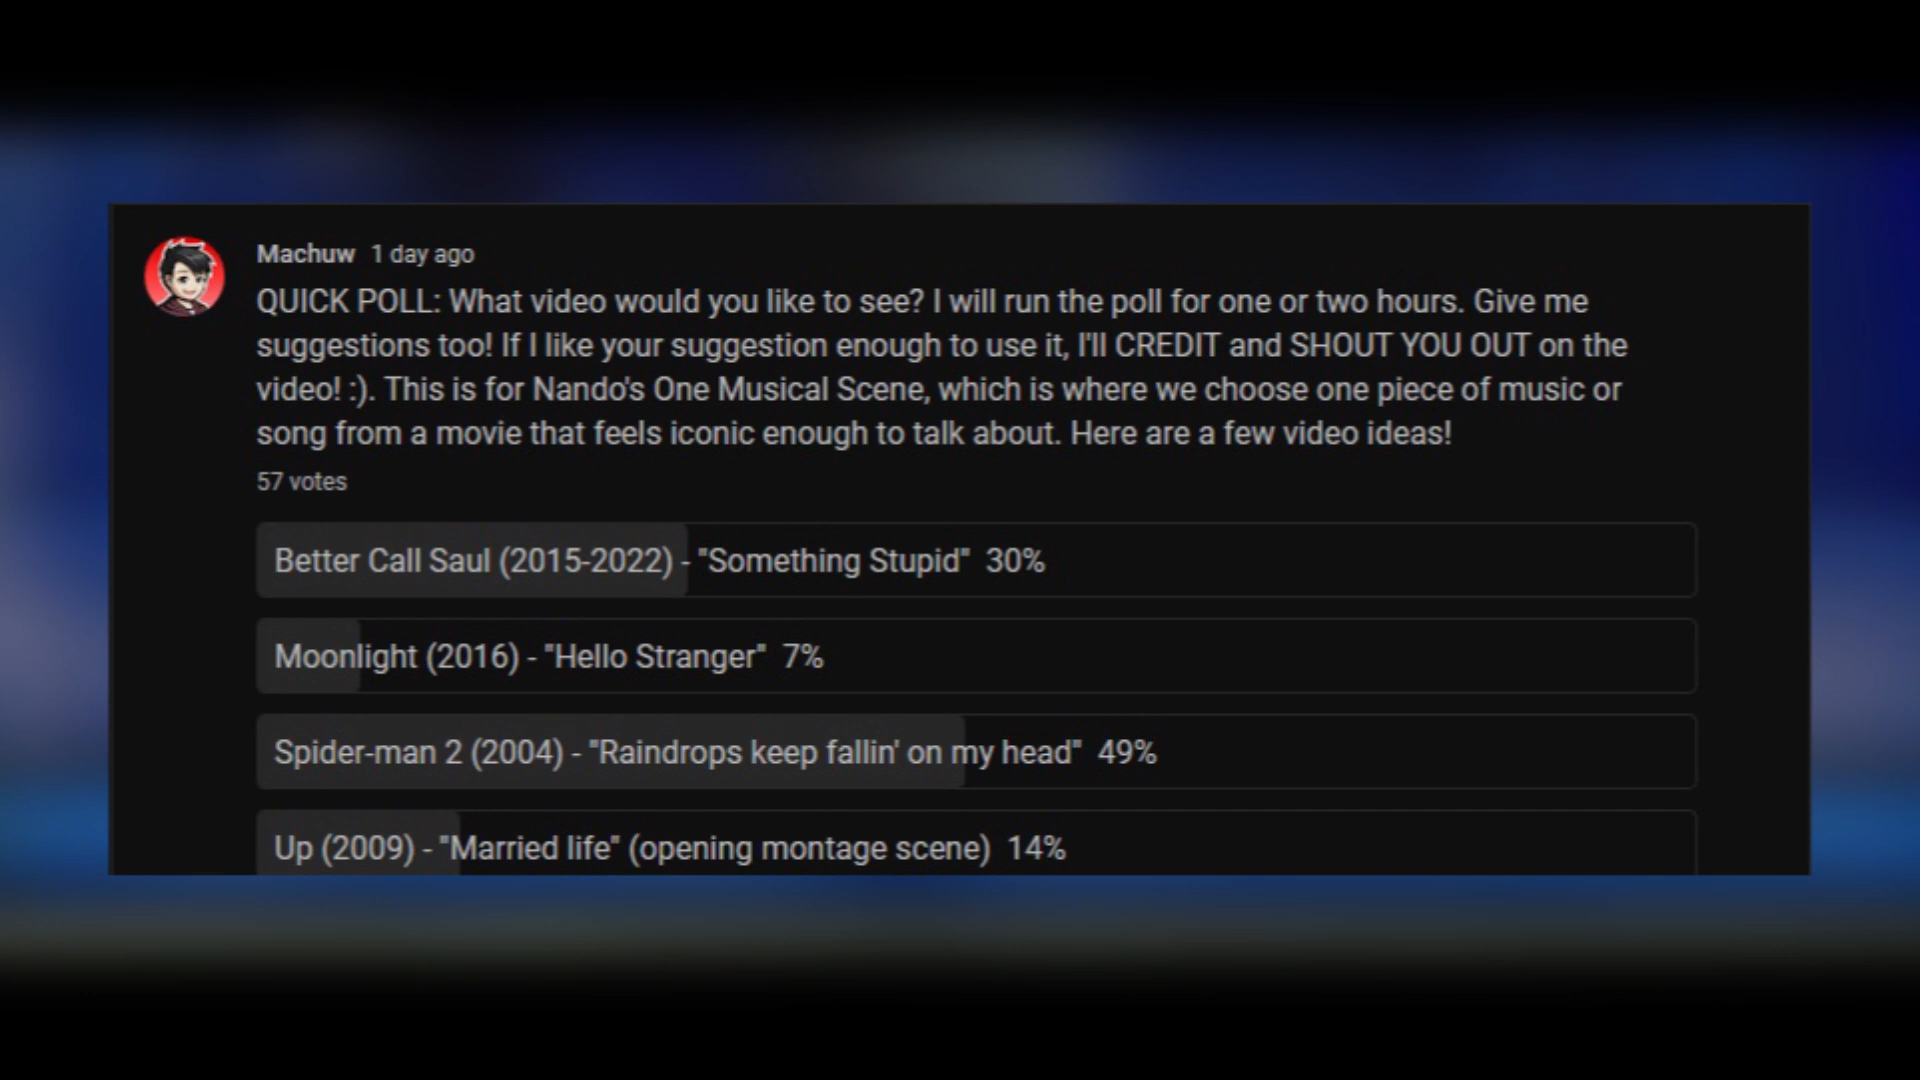 Machuw 1 day ago
QUICK POLL: What video would you like to see? I will run the poll for one or two hours. Give me
suggestions too! If I like your suggestion enough to use it, I'll CREDIT and SHOUT YOU OUT on the
video! :). This is for Nando's One Musical Scene, which is where we choose one piece of music or
song from a movie that feels iconic enough to talk about. Here are a few video ideas!
57 votes
Better Call Saul (2015-2022) - "Something Stupid" 30%
Moonlight (2016) - "Hello Stranger" 7%
Spider-man 2 (2004) - "Raindrops keep fallin' on my head" 49%
Up (2009) - "Married life" (opening montage scene) 14%